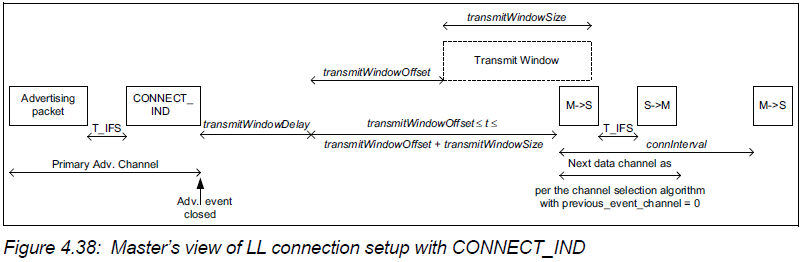 transmitWindowSize
Transmit Window
transmitWindowOffset
Advertising
packet
CONNECT_
IND
M->S
S->M
M->S
T_IFS
transmitWindowDelay
transmitWindowOffset ≤ t ≤
transmitWindowOffset + transmitWindowSize
T_IFS
connInterval
Primary Adv. Channel
Next data channel as
per the channel selection algorithm
with previous_event_channel = 0
Adv. event
closed
Figure 4.38: Master's view of LL connection setup with CONNECT_IND